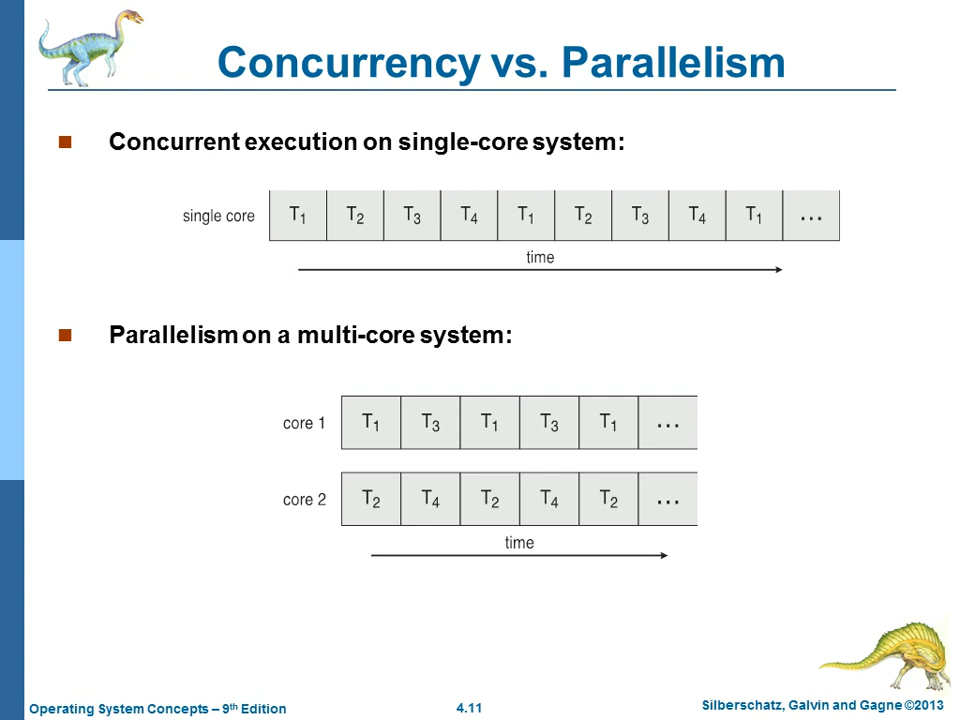 Concurrency vs. Parallelism
Concurrent execution on single-core system:
single core T₁ T₂ T₃ T₄ T₁ T₂ T₃ T₄ T₁ …
time
Parallelism on a multi-core system:
core 1 T₁ T₃ T₁ T₃ T₁ …
core 2 T₂ T₄ T₂ T₄ T₂ …
time
Operating System Concepts – 9th Edition 4.11 Silberschatz, Galvin and Gagne ©2013